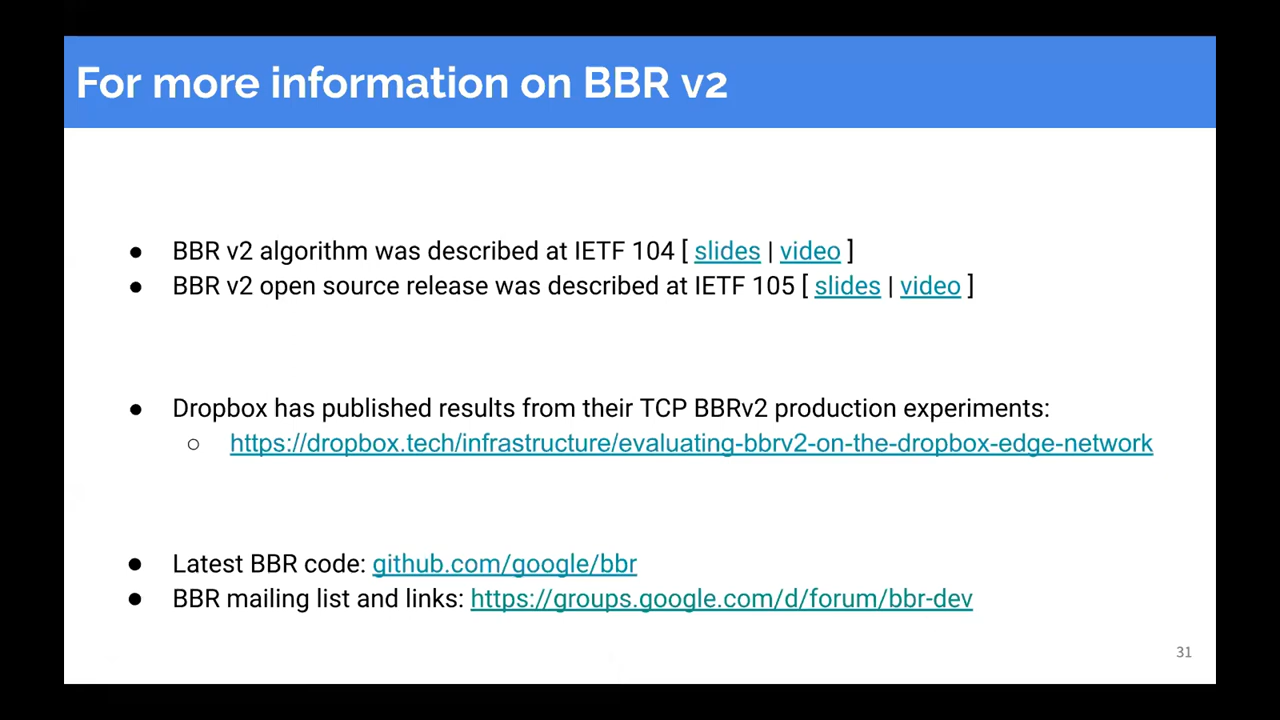 For more information on BBR v2
● BBR v2 algorithm was described at IETF 104 [ slides | video ]
● BBR v2 open source release was described at IETF 105 [ slides | video ]
● Dropbox has published results from their TCP BBRv2 production experiments:
○ https://dropbox.tech/infrastructure/evaluating-bbrv2-on-the-dropbox-edge-network
● Latest BBR code: github.com/google/bbr
● BBR mailing list and links: https://groups.google.com/d/forum/bbr-dev
31